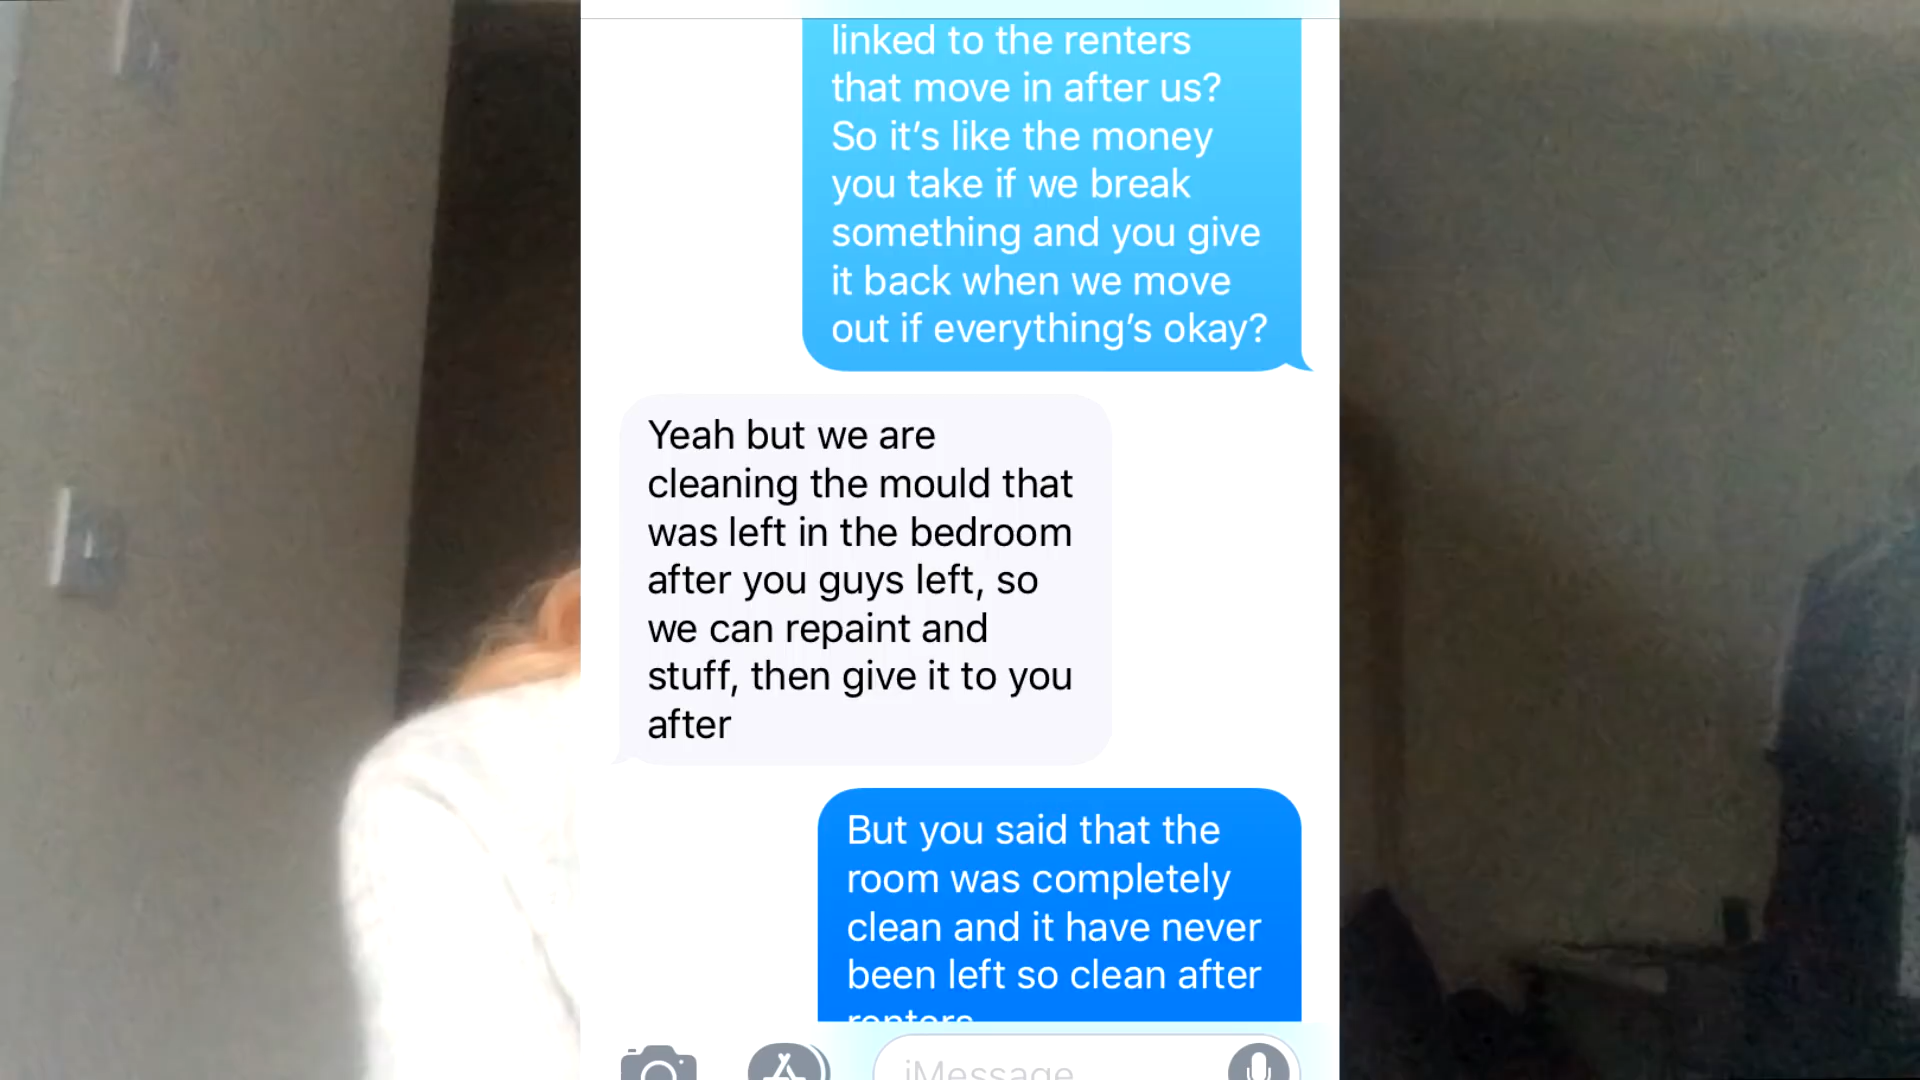 linked to the renters
that move in after us?
So it’s like the money
you take if we break
something and you give
it back when we move
out if everything’s okay?
Yeah but we are
cleaning the mould that
was left in the bedroom
after you guys left, so
we can repaint and
stuff, then give it to you
after
But you said that the
room was completely
clean and it have never
been left so clean after
renters
iMessage